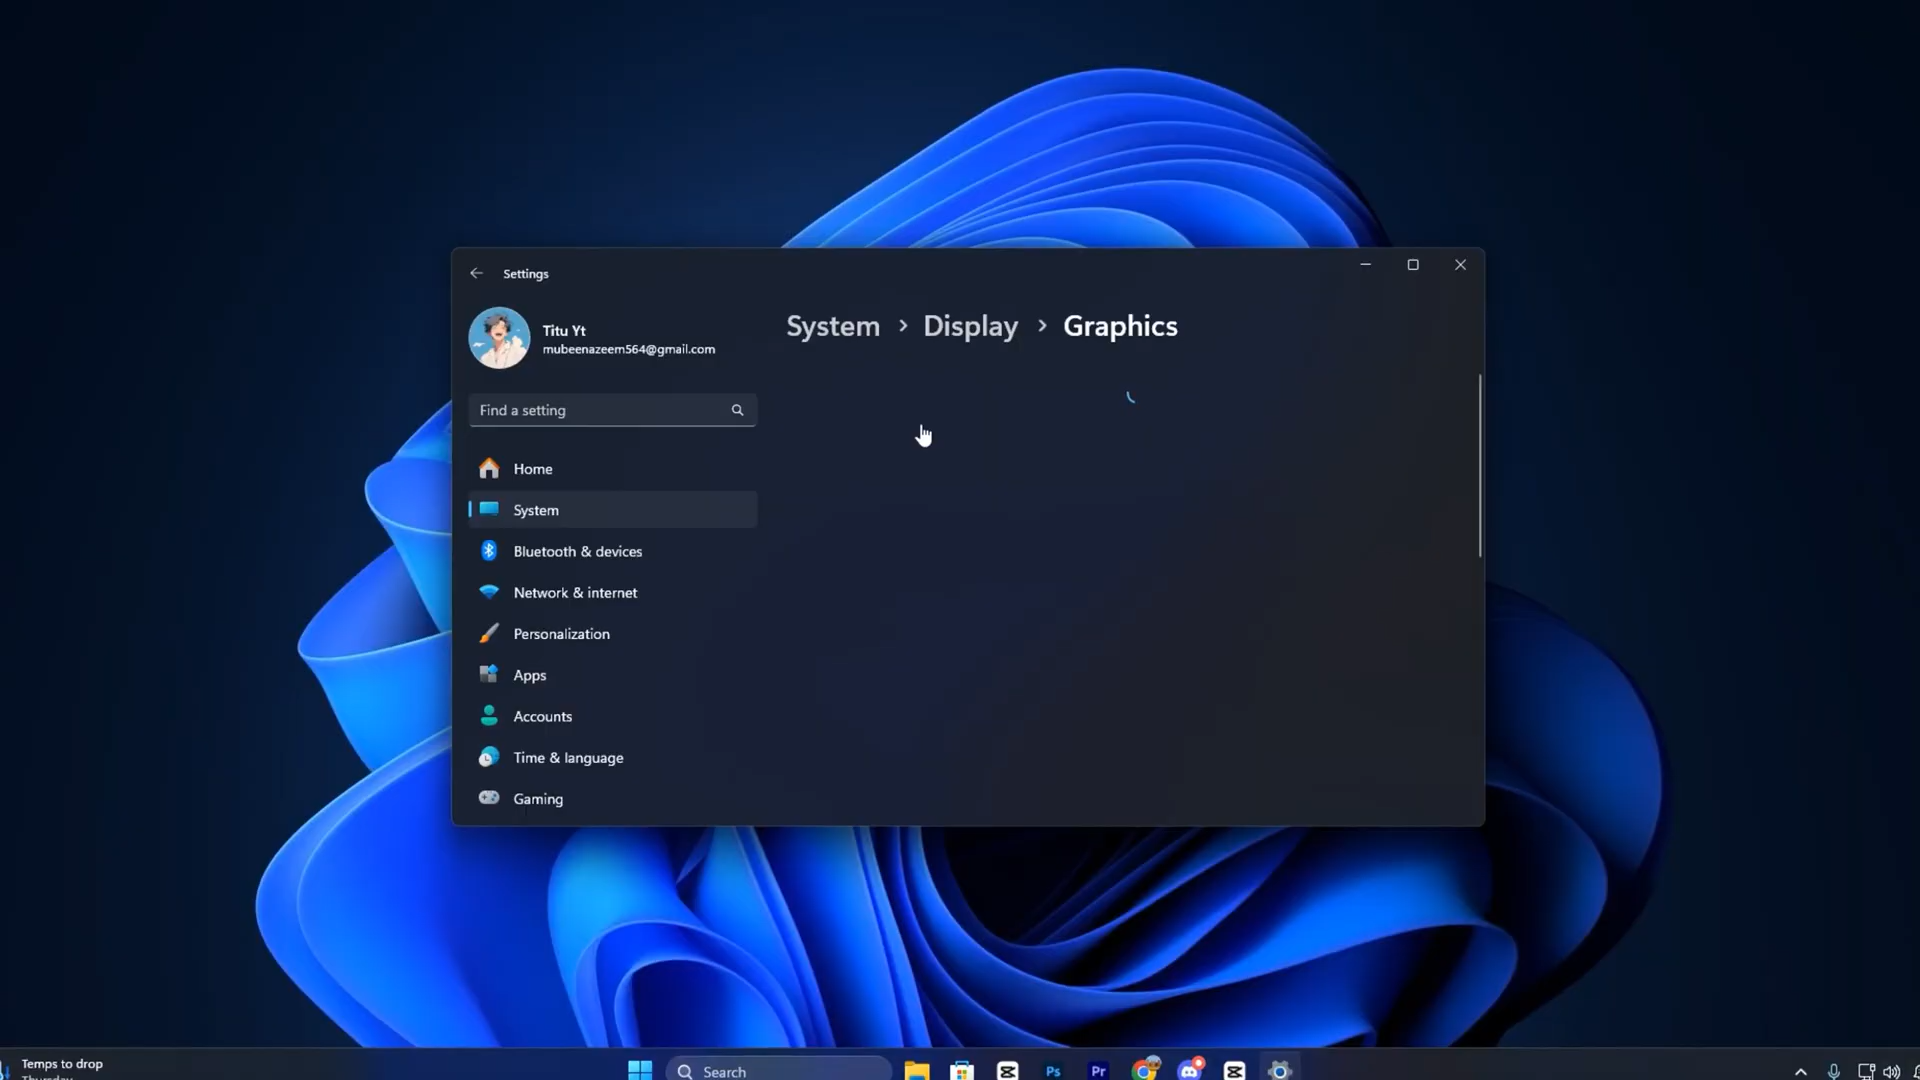 Settings
Titu Yt
mubeenazeem564@gmail.com
System > Display > Graphics
Find a setting
Home
System
Bluetooth & devices
Network & internet
Personalization
Apps
Accounts
Time & language
Gaming
Temps to drop
Thursday
Search
Ps
Pr